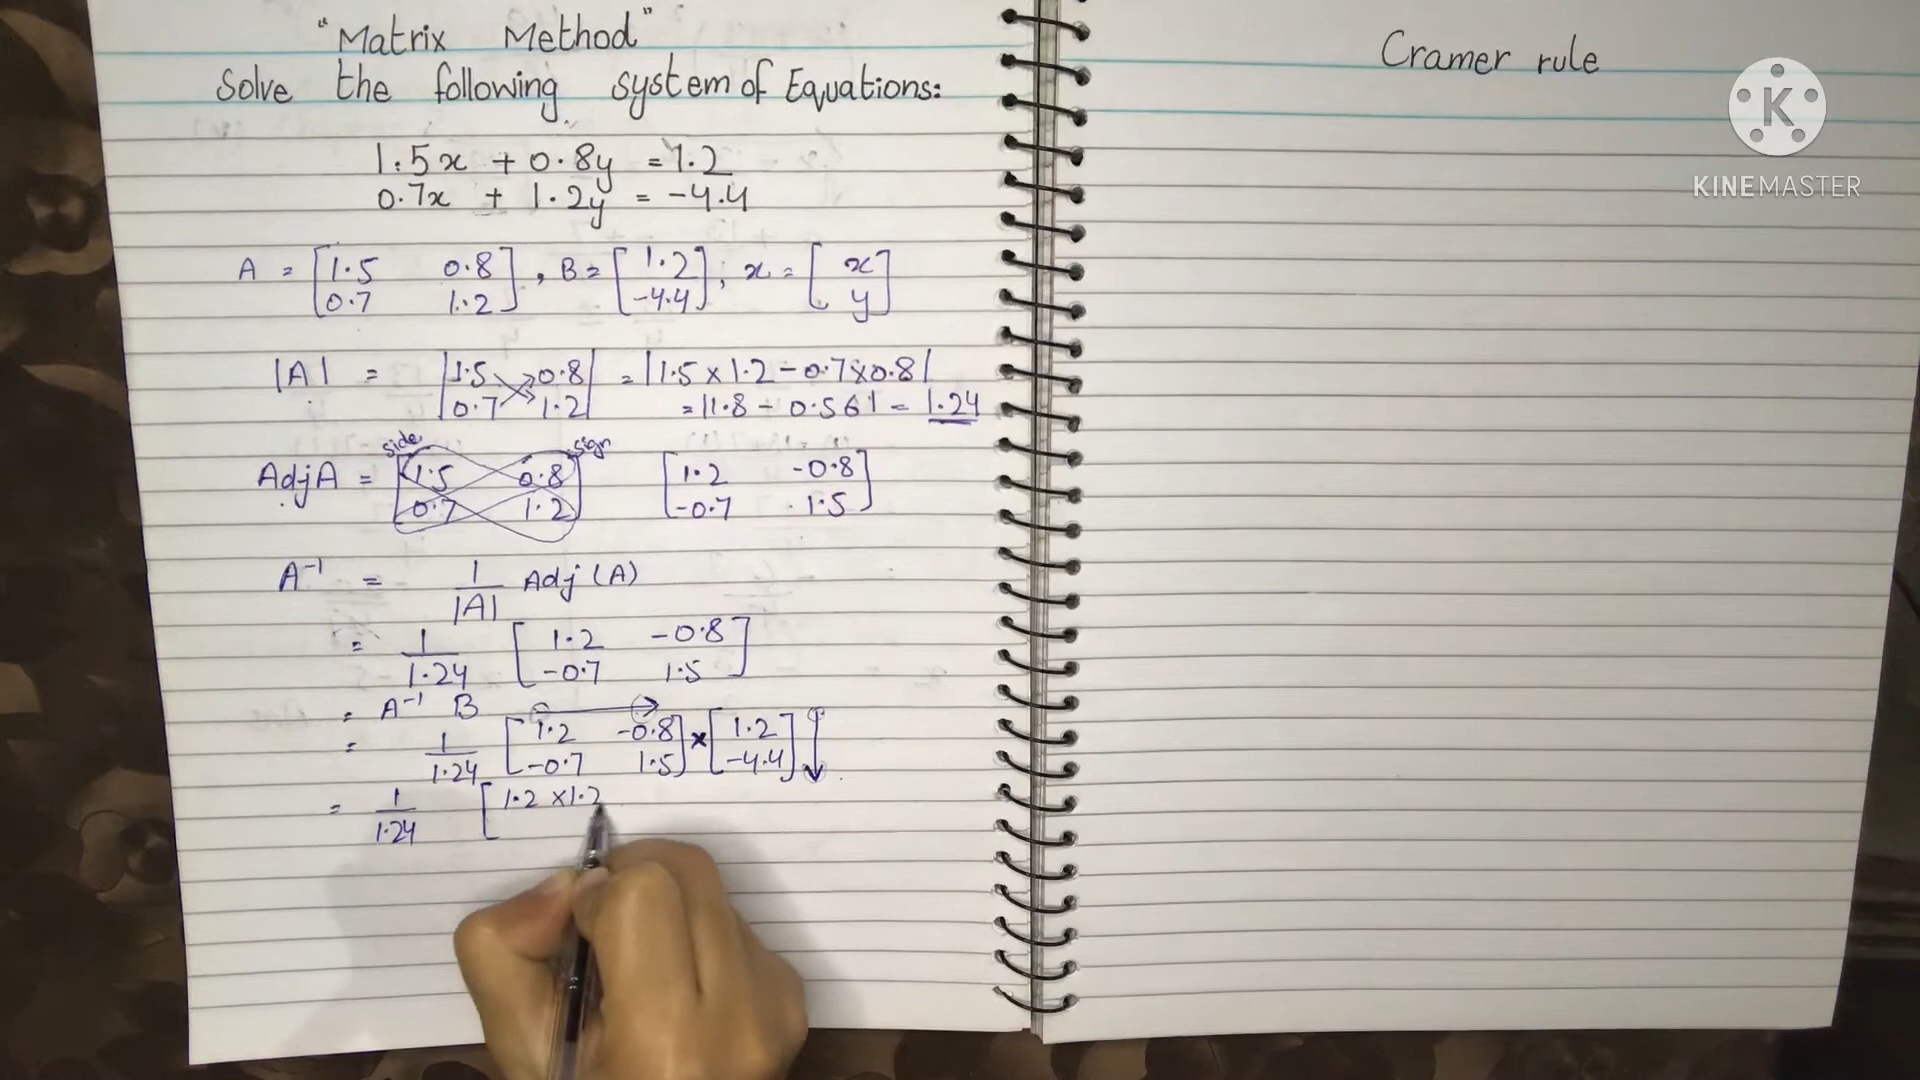 "Matrix Method"
Solve the following system of Equations:
1.5x + 0.8y = 1.2
0.7x + 1.2y = -4.4
A = [1.5 0.8], B = [1.2], x = [x]
[0.7 1.2] [-4.4] [y]
|A| = |1.5 0.8| = |1.5 × 1.2 - 0.7 × 0.8|
|0.7 1.2| = |1.8 - 0.56| = 1.24
side sign
Adj A = [1.5 0.8] [1.2 -0.8]
[0.7 1.2] [-0.7 1.5]
A⁻¹ = 1/|A| Adj (A)
= 1/1.24 [1.2 -0.8]
[-0.7 1.5]
= A⁻¹ B
= 1/1.24 [1.2 -0.8] × [1.2]
[-0.7 1.5] [-4.4]
= 1/1.24 [1.2 × 1.2
Cramer rule
K
KINEMASTER